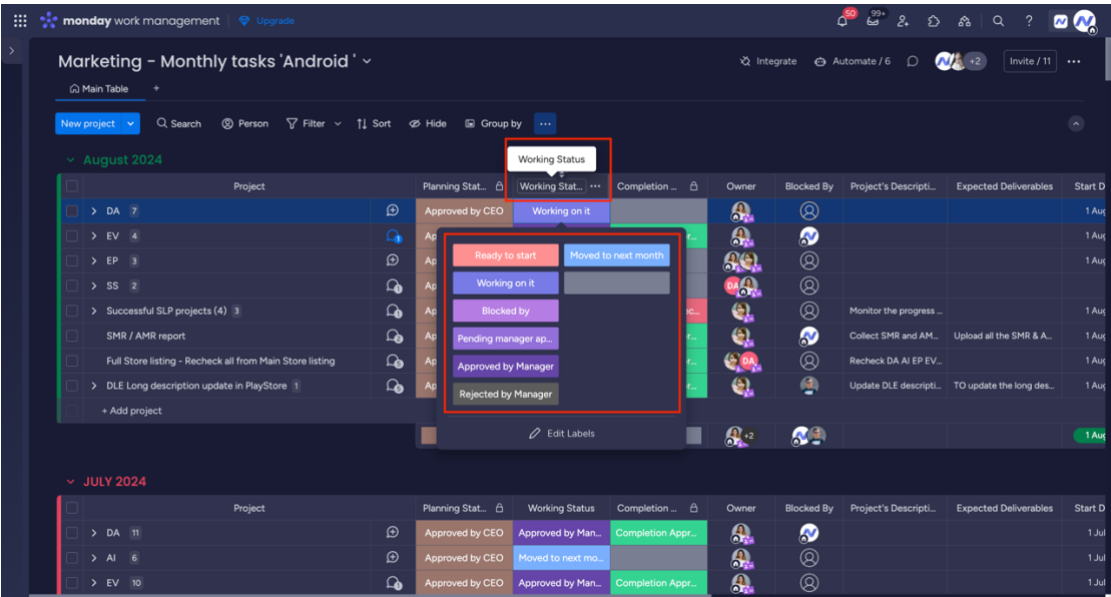 monday work management Upgrade 50 99+ ?
Marketing - Monthly tasks 'Android ' Integrate Automate / 6 +2 Invite / 11
Main Table +
New project Search Person Filter Sort Hide Group by ...
Working Status
August 2024
Project Planning Stat... Working Stat... ... Completion ... Owner Blocked By Project's Descripti... Expected Deliverables Start D
DA 7 Approved by CEO Working on it 1 Aug
EV 4 1 Ap r... 1 Aug
EP 3 Ap 1 Aug
SS 2 Ap DA
Successful SLP projects (4) 3 Ap Monitor the progress ... 1 Aug
SMR / AMR report Ap r... Collect SMR and AM... Upload all the SMR & A... 1 Aug
Full Store listing - Recheck all from Main Store listing Ap r... DA Recheck DA AI EP EV... 1 Aug
DLE Long description update in PlayStore 1 Ap r... Update DLE descripti... TO update the long des... 1 Aug
+ Add project
Ready to start Moved to next month
Working on it
Blocked by
Pending manager ap...
Approved by Manager
Rejected by Manager
Edit Labels
+2 1 Aug
JULY 2024
Project Planning Stat... Working Status Completion ... Owner Blocked By Project's Descripti... Expected Deliverables Start D
DA 11 Approved by CEO Approved by Man... Completion Appr... 1 Jul
AI 6 Approved by CEO Moved to next mo... 1 Jul
EV 10 Approved by CEO Approved by Man... Completion Appr... 1 Jul